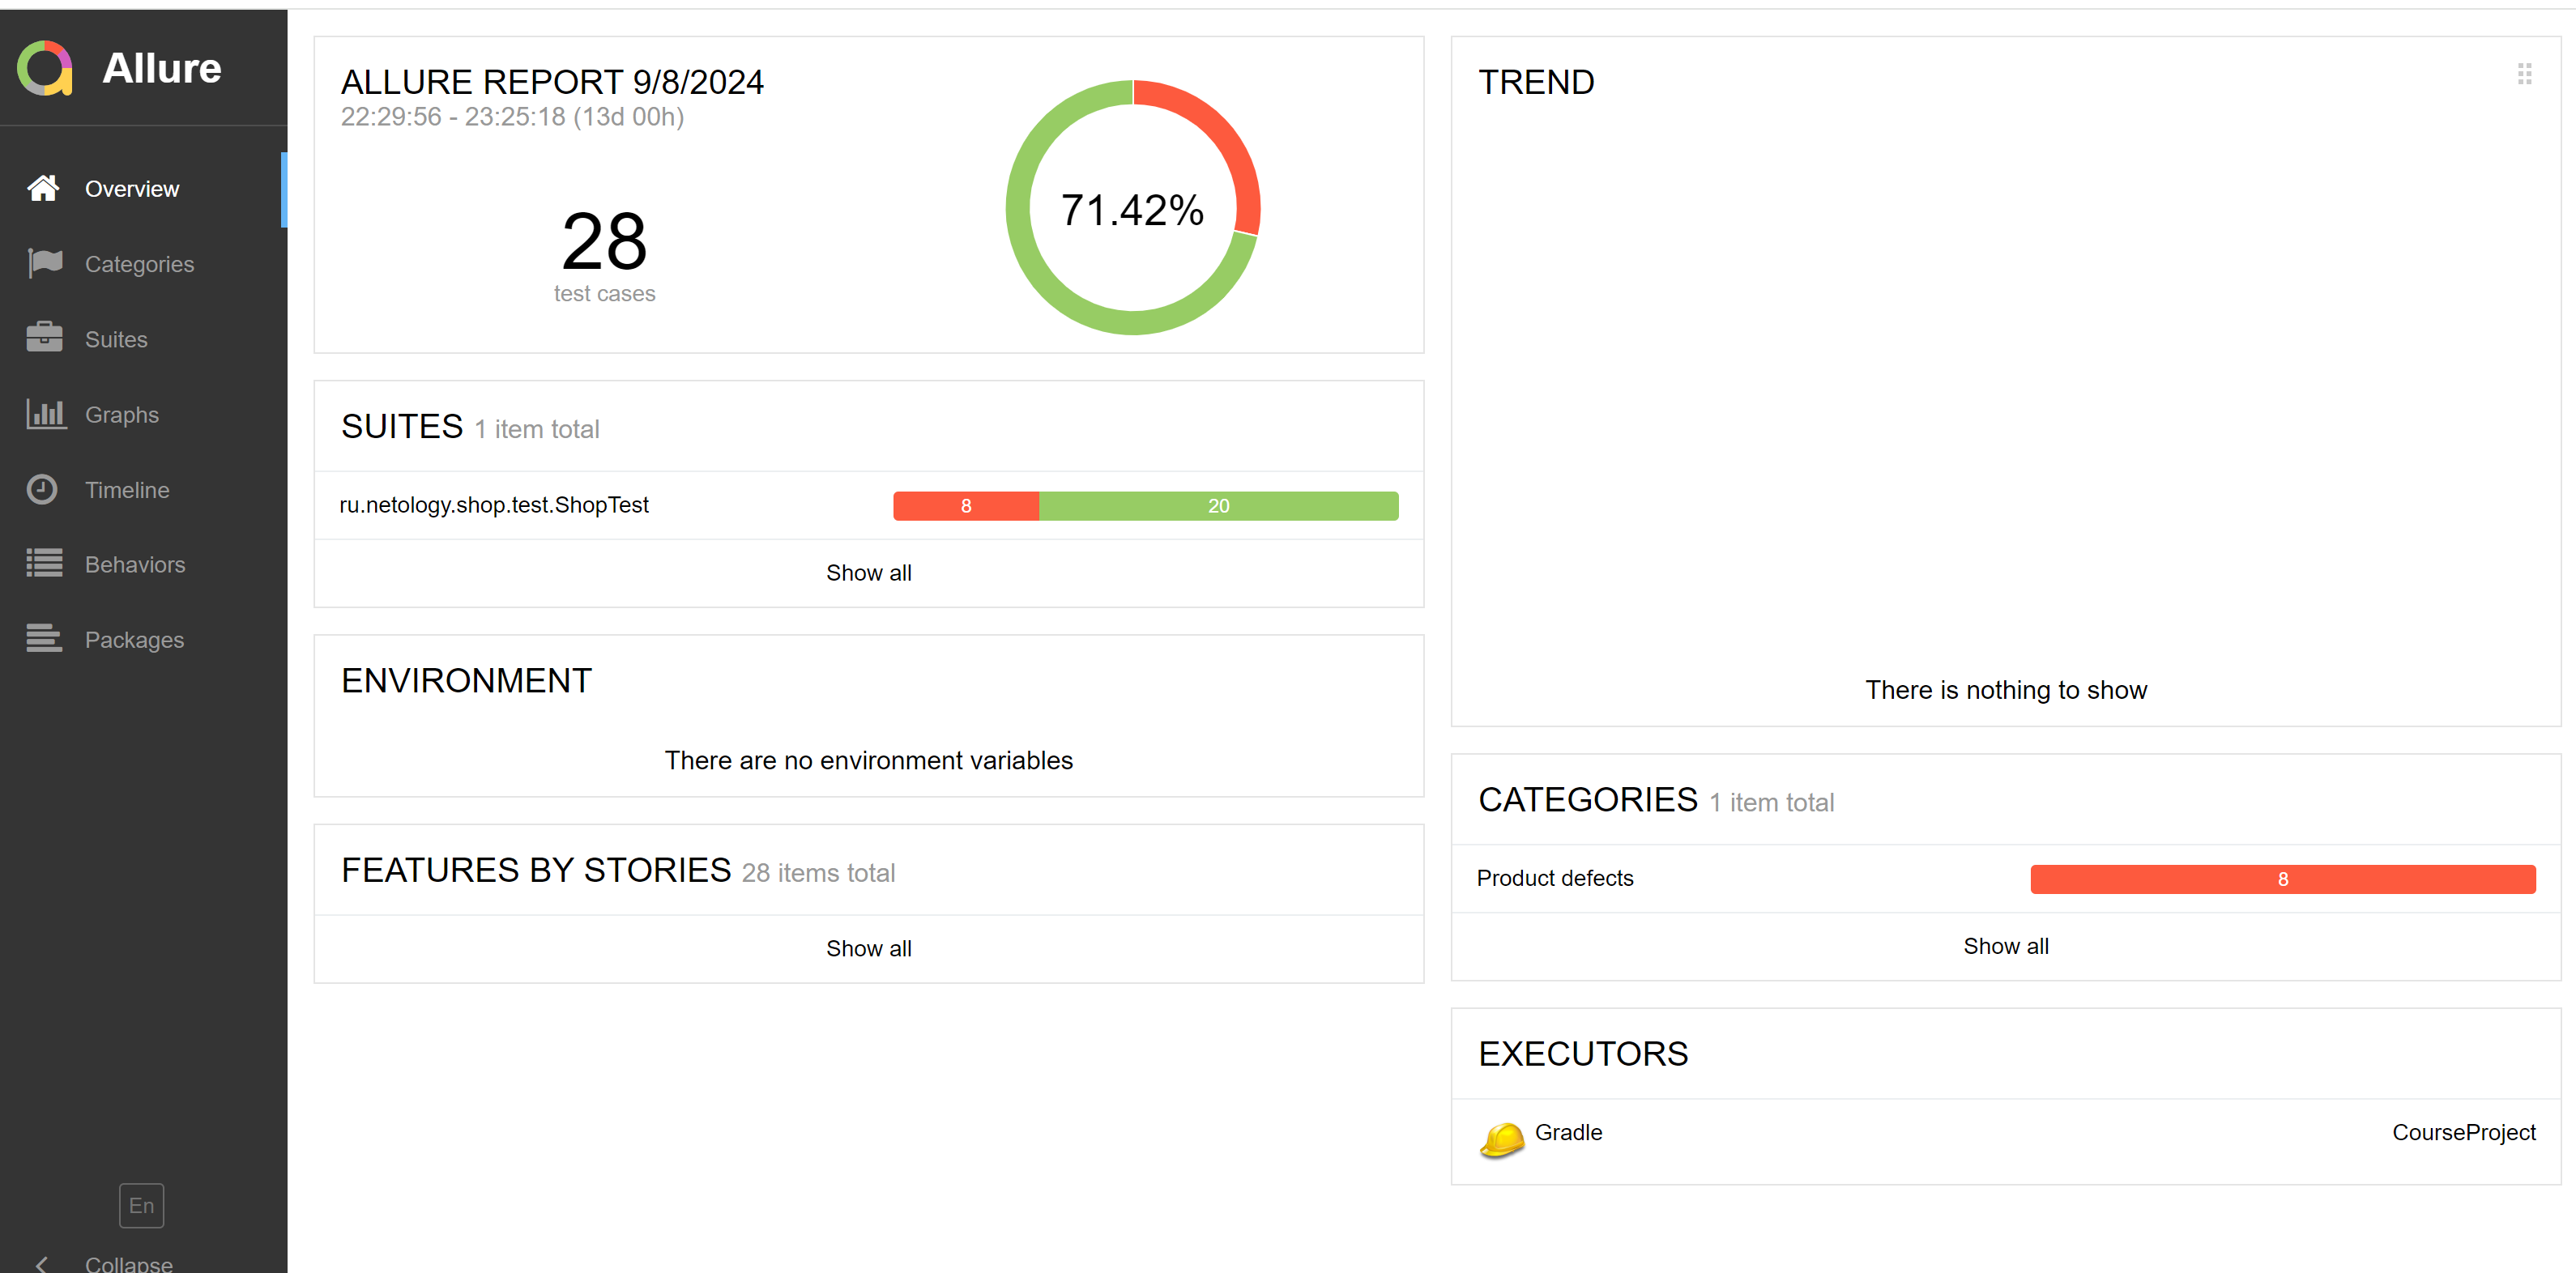 Allure
Overview
Categories
Suites
Graphs
Timeline
Behaviors
Packages
En
Collapse
ALLURE REPORT 9/8/2024
22:29:56 - 23:25:18 (13d 00h)
28
test cases
71.42%
SUITES 1 item total
ru.netology.shop.test.ShopTest 8 20
Show all
ENVIRONMENT
There are no environment variables
FEATURES BY STORIES 28 items total
Show all
TREND
There is nothing to show
CATEGORIES 1 item total
Product defects 8
Show all
EXECUTORS
Gradle CourseProject